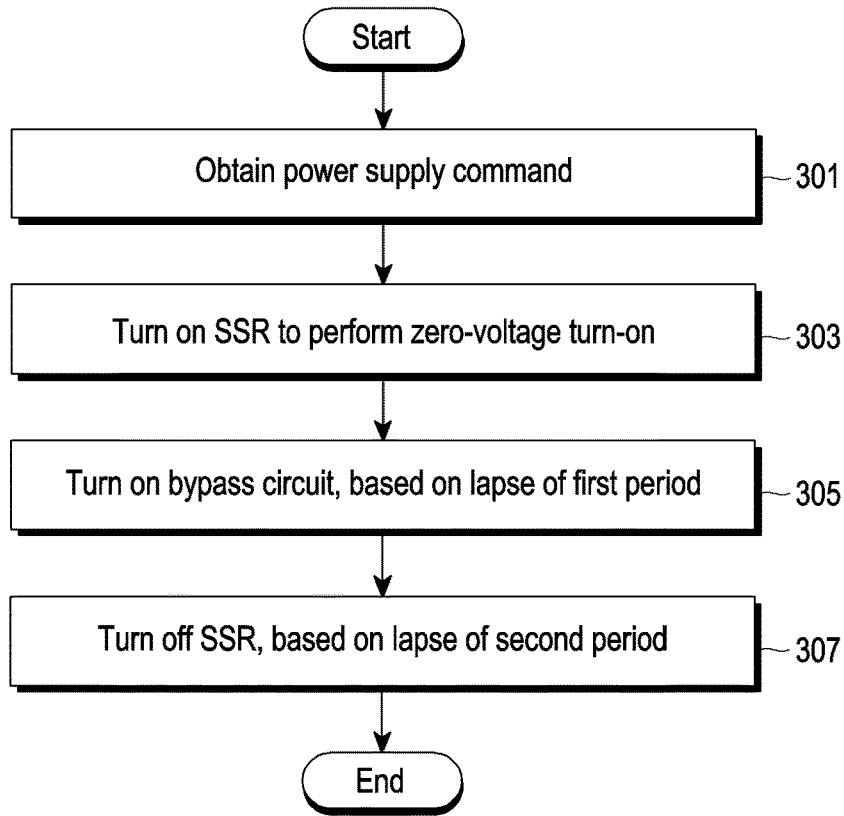 Start
Obtain power supply command
301
Turn on SSR to perform zero-voltage turn-on
303
Turn on bypass circuit, based on lapse of first period
305
Turn off SSR, based on lapse of second period
307
End